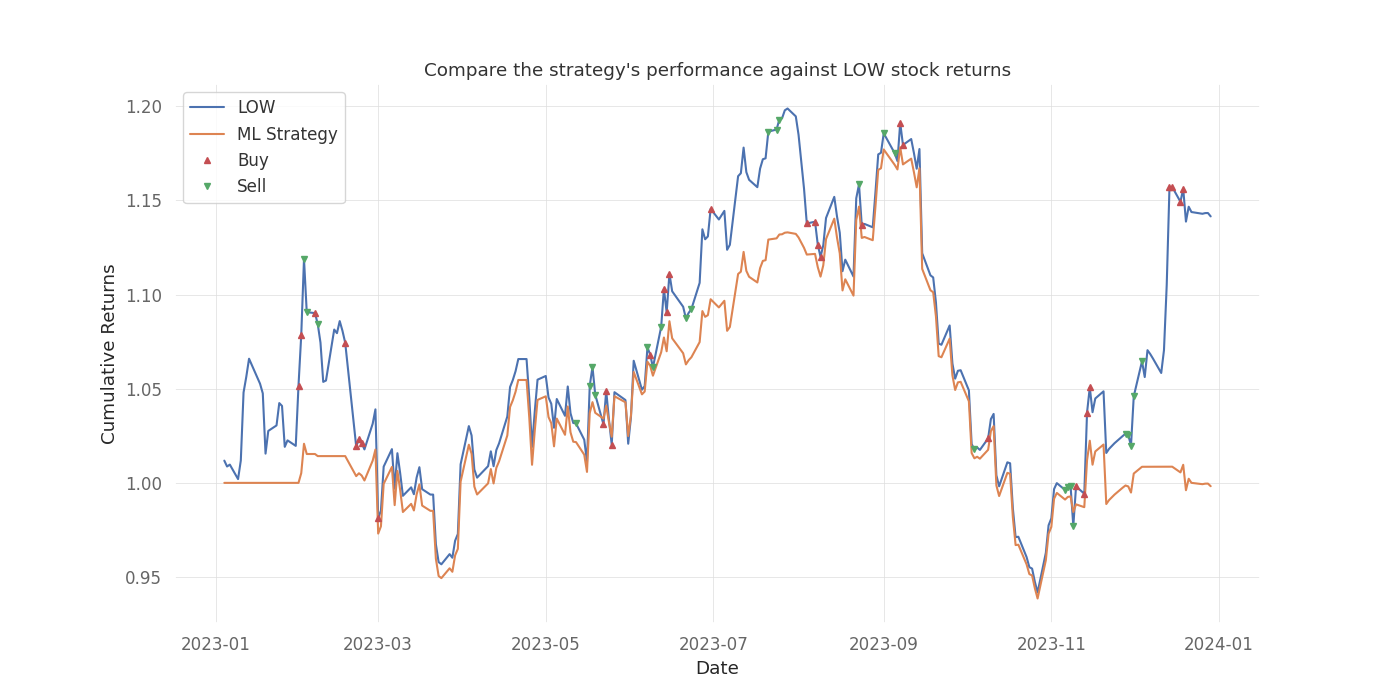 Compare the strategy's performance against LOW stock returns
LOW
ML Strategy
Buy
Sell
1.20
1.15
1.10
1.05
1.00
0.95
Cumulative Returns
2023-01 2023-03 2023-05 2023-07 2023-09 2023-11 2024-01
Date